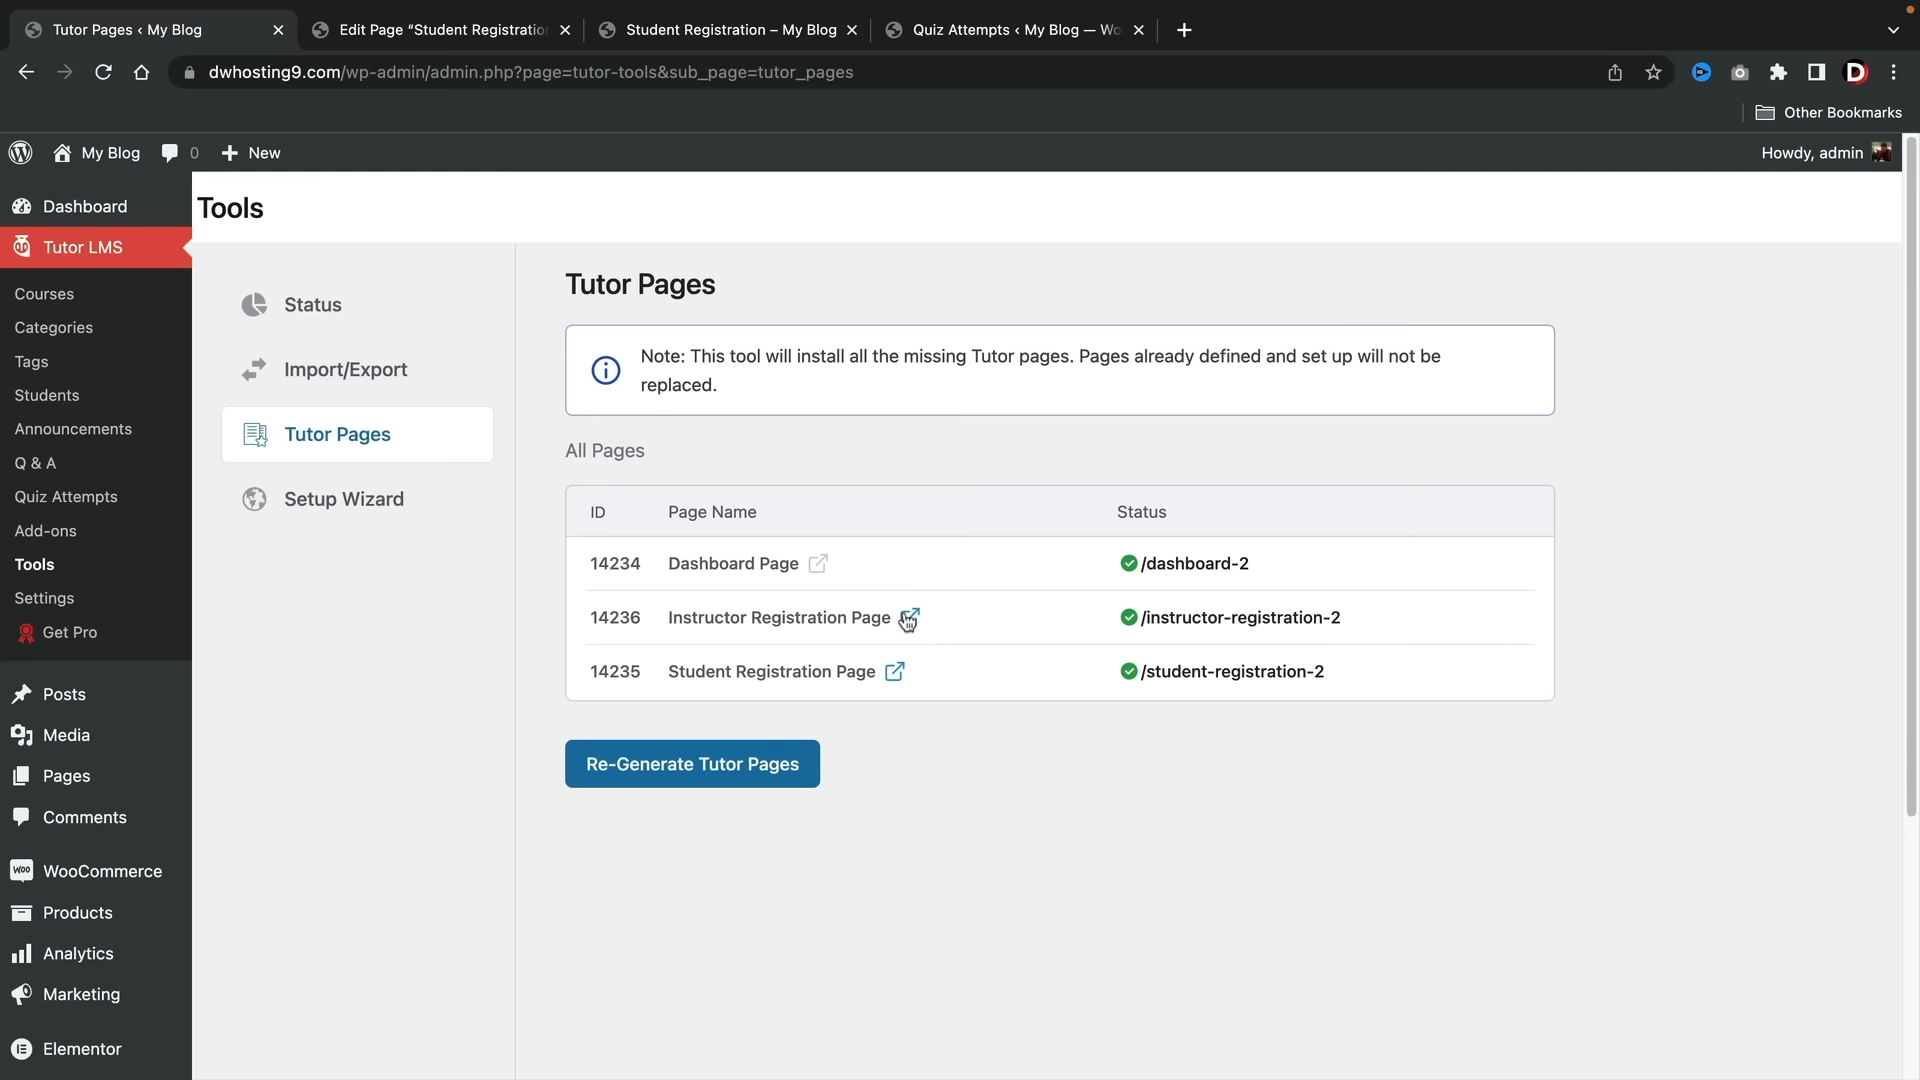 Tutor Pages ‹ My Blog
Edit Page “Student Registratio
Student Registration – My Blog
Quiz Attempts ‹ My Blog — Wo
dwhosting9.com/wp-admin/admin.php?page=tutor-tools&sub_page=tutor_pages
Other Bookmarks
My Blog
0
New
Howdy, admin
Dashboard
Tutor LMS
Courses
Categories
Tags
Students
Announcements
Q & A
Quiz Attempts
Add-ons
Tools
Settings
Get Pro
Posts
Media
Pages
Comments
WooCommerce
Products
Analytics
Marketing
Elementor
Tools
Status
Import/Export
Tutor Pages
Setup Wizard
Tutor Pages
Note: This tool will install all the missing Tutor pages. Pages already defined and set up will not be
replaced.
All Pages
ID Page Name Status
14234 Dashboard Page /dashboard-2
14236 Instructor Registration Page /instructor-registration-2
14235 Student Registration Page /student-registration-2
Re-Generate Tutor Pages